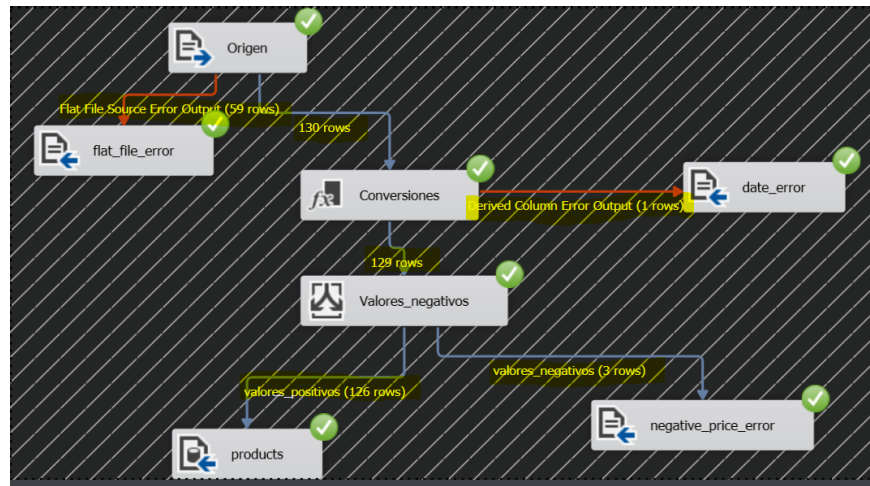 Origen
Flat File Source Error Output (59 rows)
130 rows
flat_file_error
fx
Conversiones
date_error
Derived Column Error Output (1 rows)
129 rows
Valores_negativos
valores_negativos (3 rows)
valores_positivos (126 rows)
negative_price_error
products